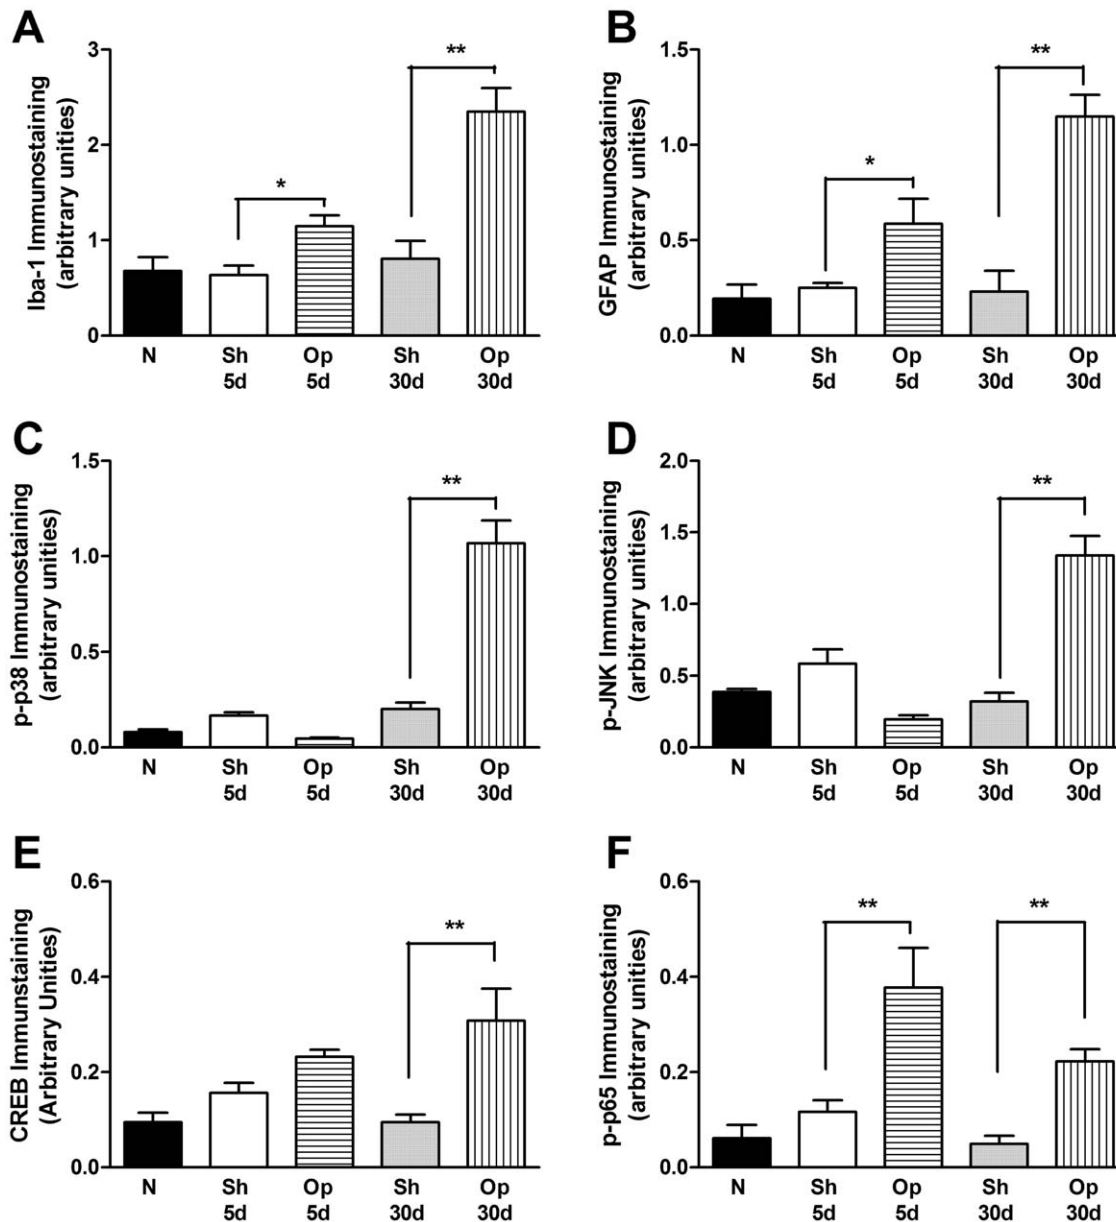 A
Iba-1 Immunostaining
(arbitrary unities)
3
2
1
0
*
**
N
Sh
5d
Op
5d
Sh
30d
Op
30d
B
GFAP Immunostaining
(arbitrary unities)
1.5
1.0
0.5
0.0
*
**
N
Sh
5d
Op
5d
Sh
30d
Op
30d
C
p-p38 Immunostaining
(arbitrary unities)
1.5
1.0
0.5
0.0
**
N
Sh
5d
Op
5d
Sh
30d
Op
30d
D
p-JNK Immunostaining
(arbitrary unities)
2.0
1.5
1.0
0.5
0.0
**
N
Sh
5d
Op
5d
Sh
30d
Op
30d
E
CREB Immunstaining
(Arbitrary Unities)
0.6
0.4
0.2
0.0
**
N
Sh
5d
Op
5d
Sh
30d
Op
30d
F
p-p65 Immunostaining
(arbitrary unities)
0.6
0.4
0.2
0.0
**
**
N
Sh
5d
Op
5d
Sh
30d
Op
30d